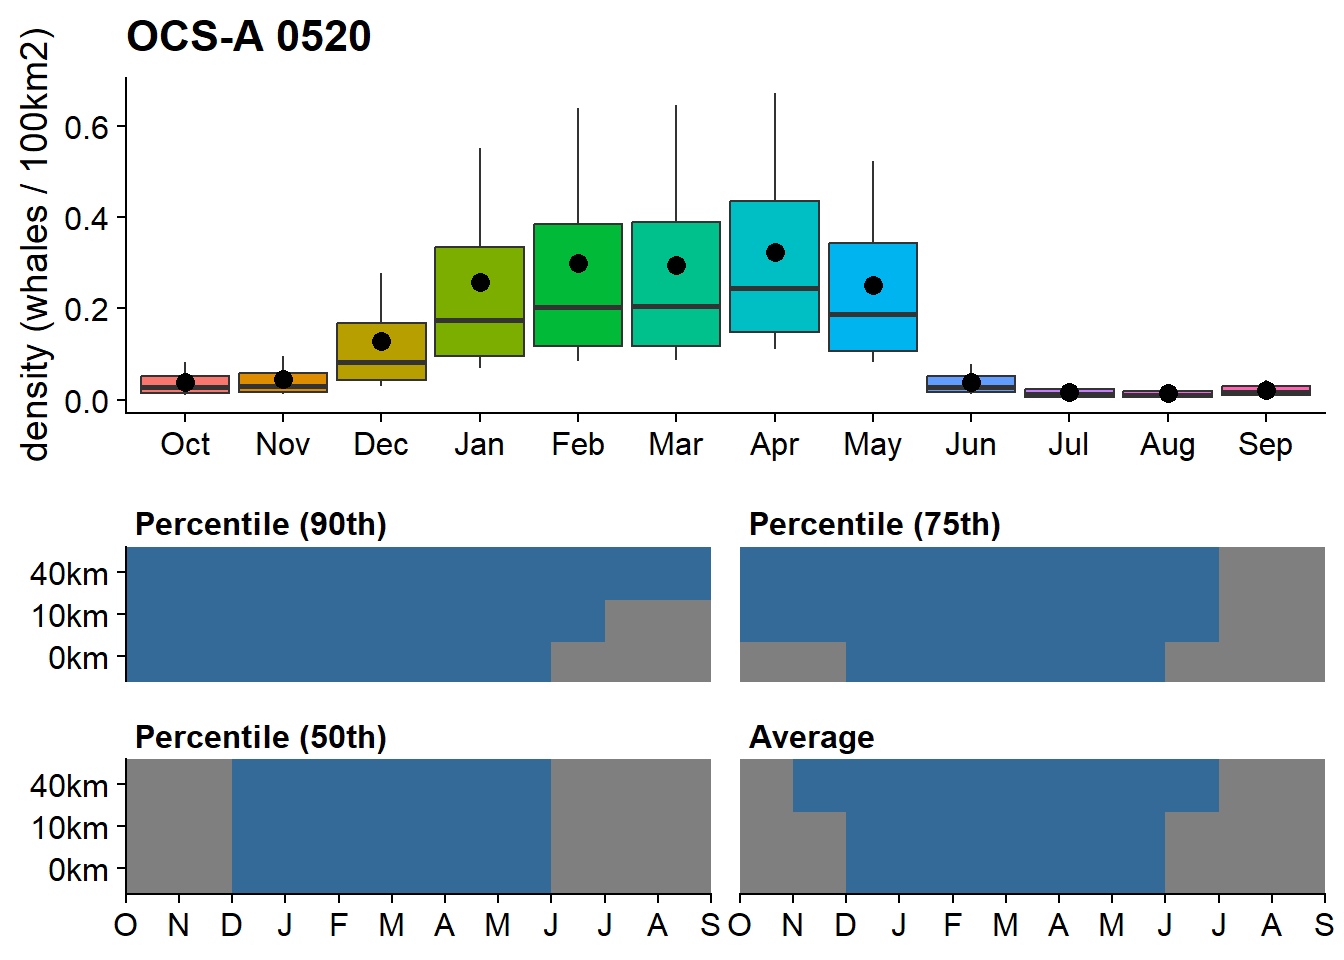 OCS-A 0520
density (whales / 100km2)
0.6
0.4
0.2
0.0
Oct Nov Dec Jan Feb Mar Apr May Jun Jul Aug Sep
Percentile (90th) Percentile (75th)
40km
10km
0km
Percentile (50th) Average
40km
10km
0km
O N D J F M A M J J A S O N D J F M A M J J A S